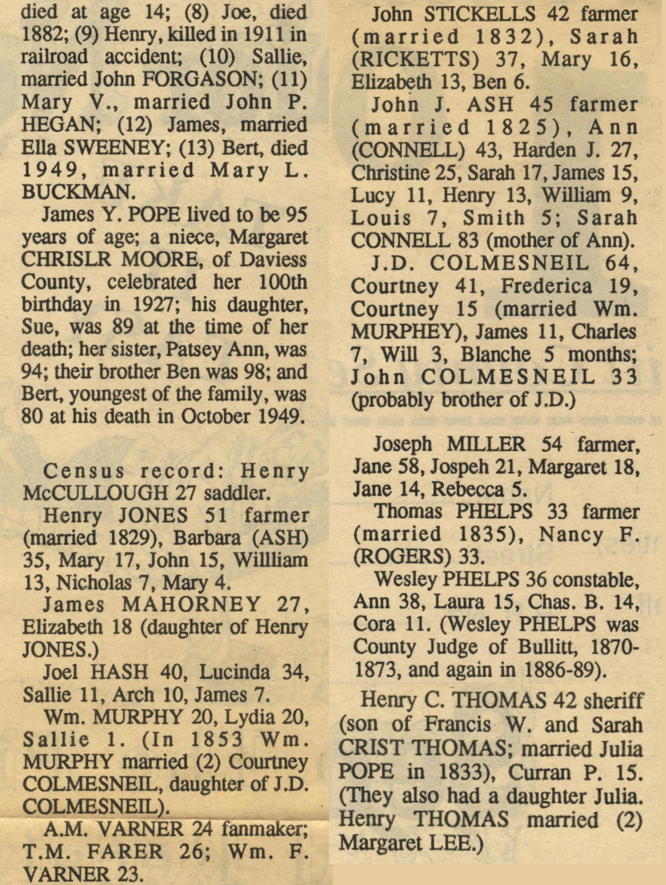 died at age 14; (8) Joe, died
1882; (9) Henry, killed in 1911 in
railroad accident; (10) Sallie,
married John FORGASON; (11)
Mary V., married John P.
HEGAN; (12) James, married
Ella SWEENEY; (13) Bert, died
1949, married Mary L.
BUCKMAN.
James Y. POPE lived to be 95
years of age; a niece, Margaret
CHRISLR MOORE, of Daviess
County, celebrated her 100th
birthday in 1927; his daughter,
Sue, was 89 at the time of her
death; her sister, Patsey Ann, was
94; their brother Ben was 98; and
Bert, youngest of the family, was
80 at his death in October 1949.
Census record: Henry
McCULLOUGH 27 saddler.
Henry JONES 51 farmer
(married 1829), Barbara (ASH)
35, Mary 17, John 15, Willliam
13, Nicholas 7, Mary 4.
James MAHORNEY 27,
Elizabeth 18 (daughter of Henry
JONES.)
Joel HASH 40, Lucinda 34,
Sallie 11, Arch 10, James 7.
Wm. MURPHY 20, Lydia 20,
Sallie 1. (In 1853 Wm.
MURPHY married (2) Courtney
COLMESNEIL, daughter of J.D.
COLMESNEIL).
A.M. VARNER 24 fanmaker;
T.M. FARER 26; Wm. F.
VARNER 23.
John STICKELLS 42 farmer
(married 1832), Sarah
(RICKETTS) 37, Mary 16,
Elizabeth 13, Ben 6.
John J. ASH 45 farmer
(married 1825), Ann
(CONNELL) 43, Harden J. 27,
Christine 25, Sarah 17, James 15,
Lucy 11, Henry 13, William 9,
Louis 7, Smith 5; Sarah
CONNELL 83 (mother of Ann).
J.D. COLMESNEIL 64,
Courtney 41, Frederica 19,
Courtney 15 (married Wm.
MURPHEY), James 11, Charles
7, Will 3, Blanche 5 months;
John COLMESNEIL 33
(probably brother of J.D.)
Joseph MILLER 54 farmer,
Jane 58, Jospeh 21, Margaret 18,
Jane 14, Rebecca 5.
Thomas PHELPS 33 farmer
(married 1835), Nancy F.
(ROGERS) 33.
Wesley PHELPS 36 constable,
Ann 38, Laura 15, Chas. B. 14,
Cora 11. (Wesley PHELPS was
County Judge of Bullitt, 1870-
1873, and again in 1886-89).
Henry C. THOMAS 42 sheriff
(son of Francis W. and Sarah
CRIST THOMAS; married Julia
POPE in 1833), Curran P. 15.
(They also had a daughter Julia.
Henry THOMAS married (2)
Margaret LEE.)